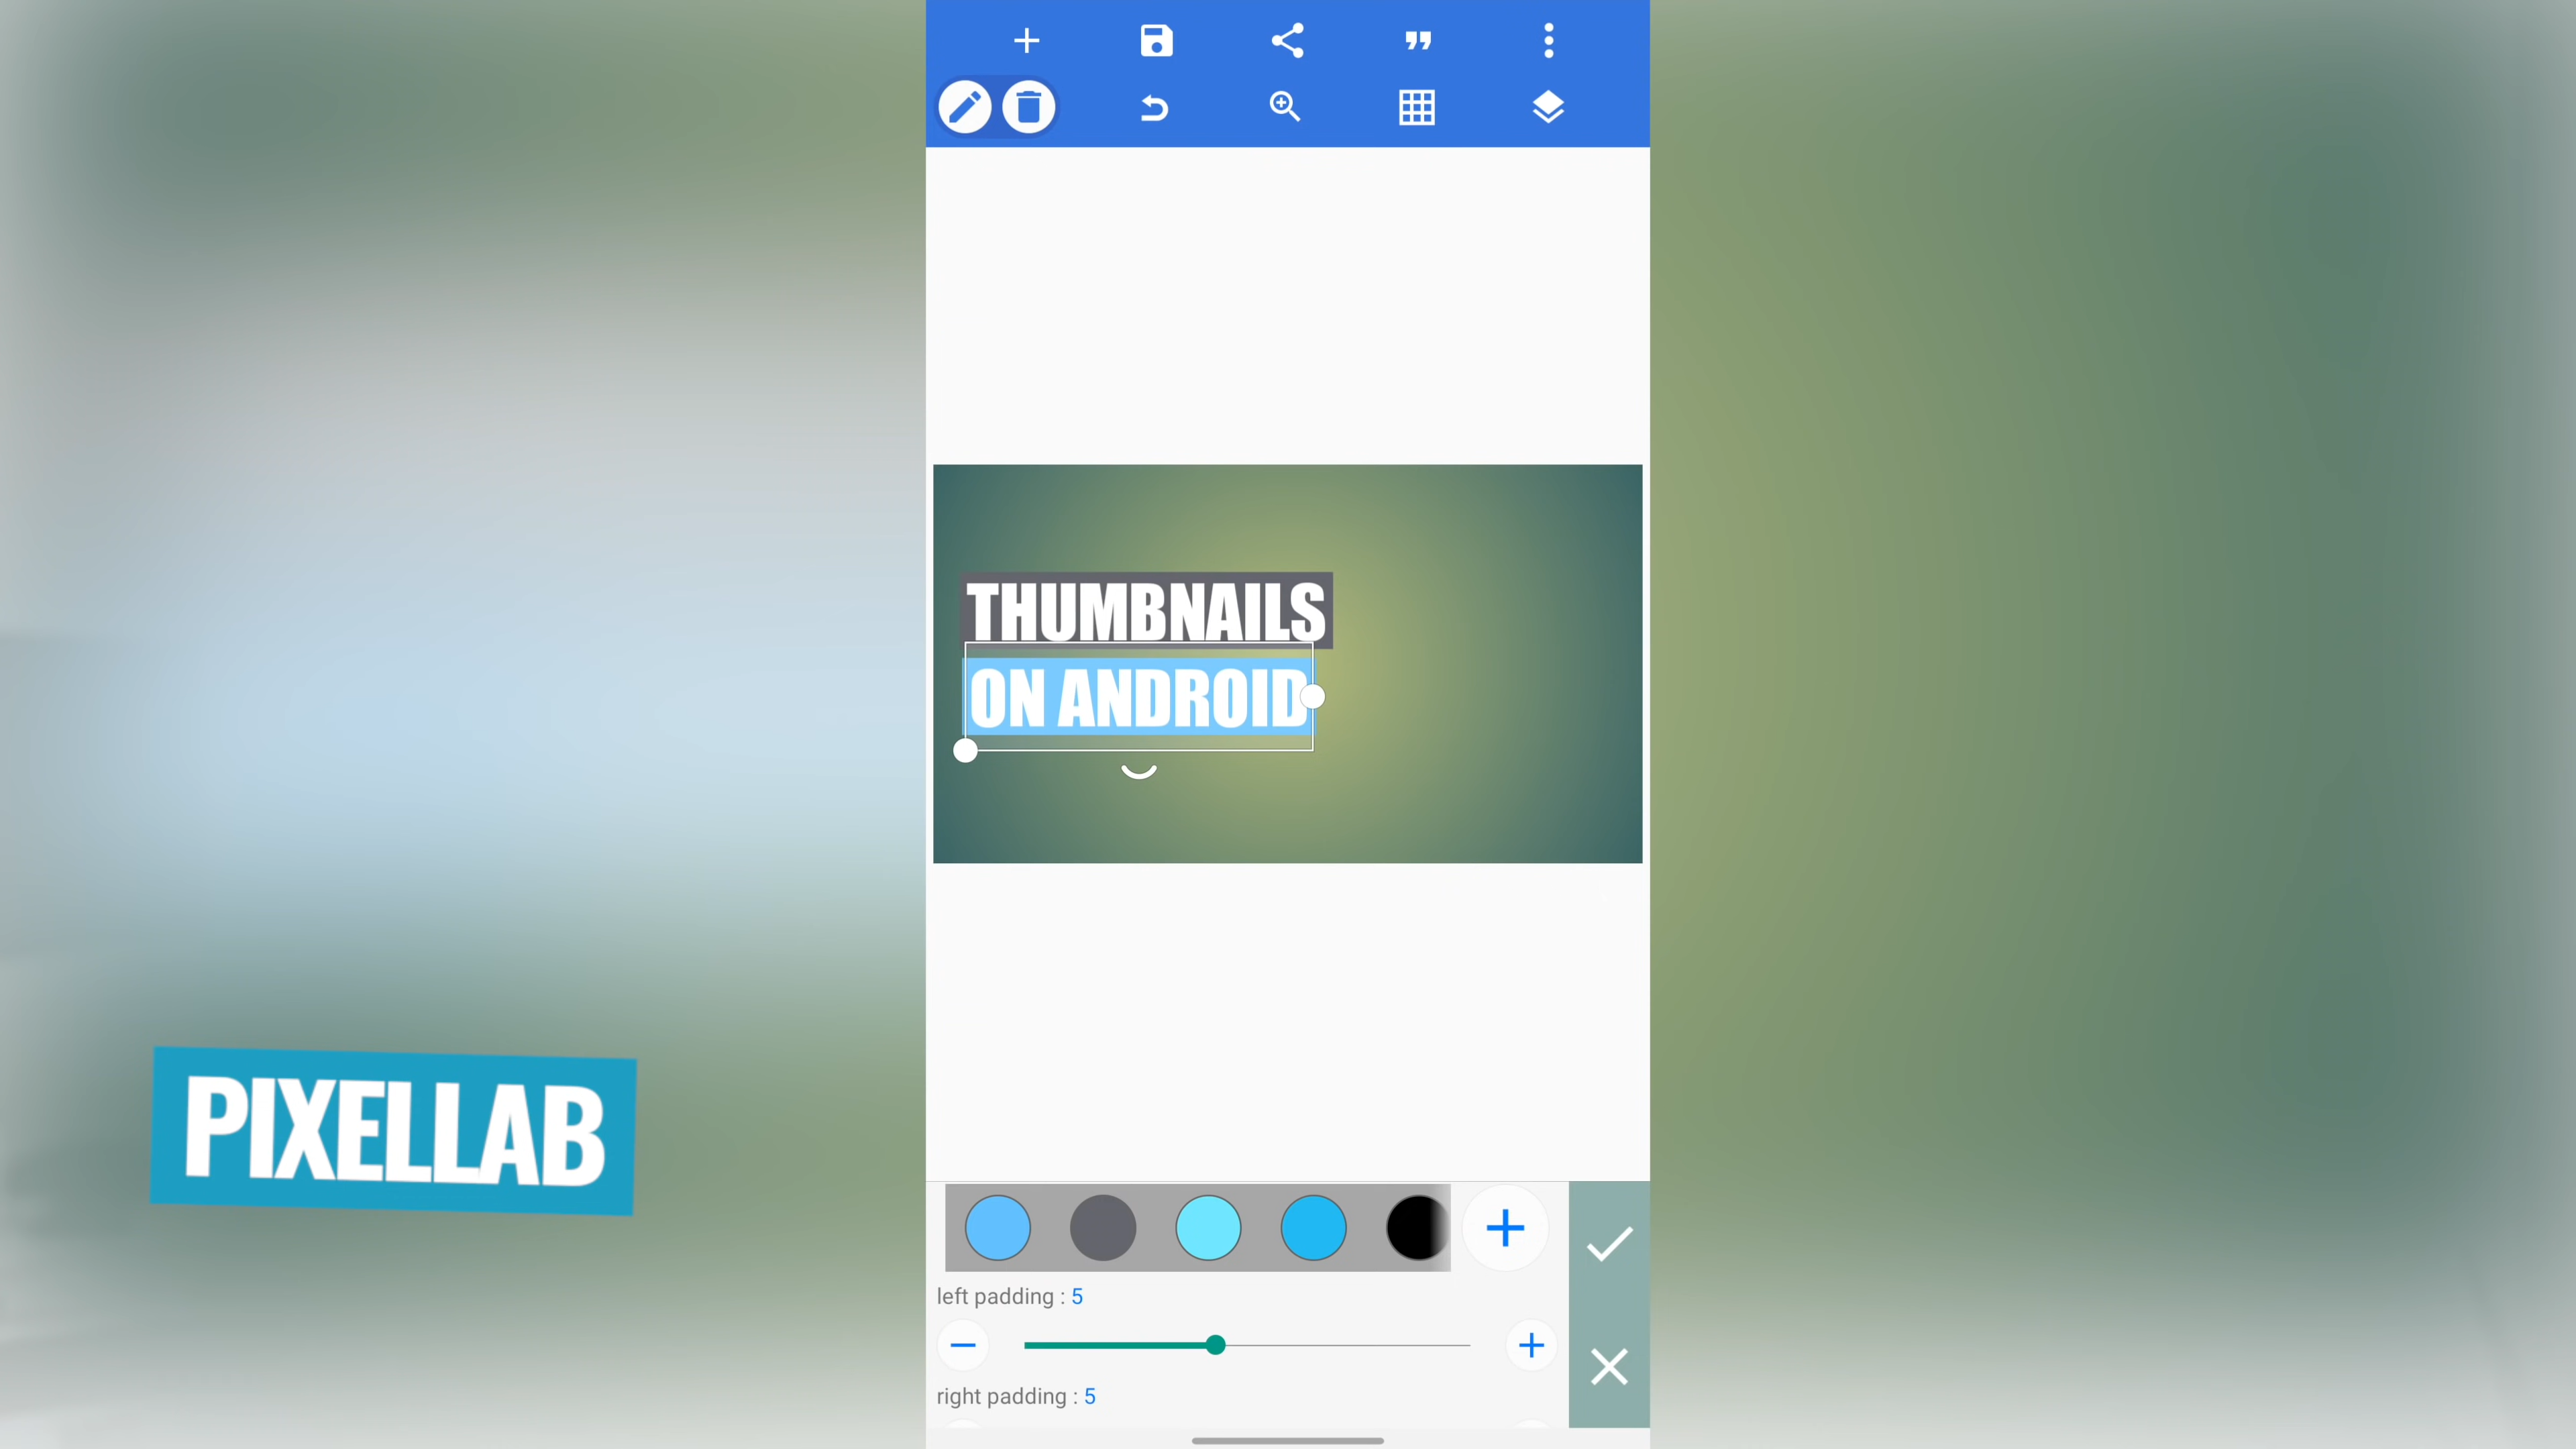 THUMBNAILS
ON ANDROID
PIXELLAB
left padding : 5
right padding : 5